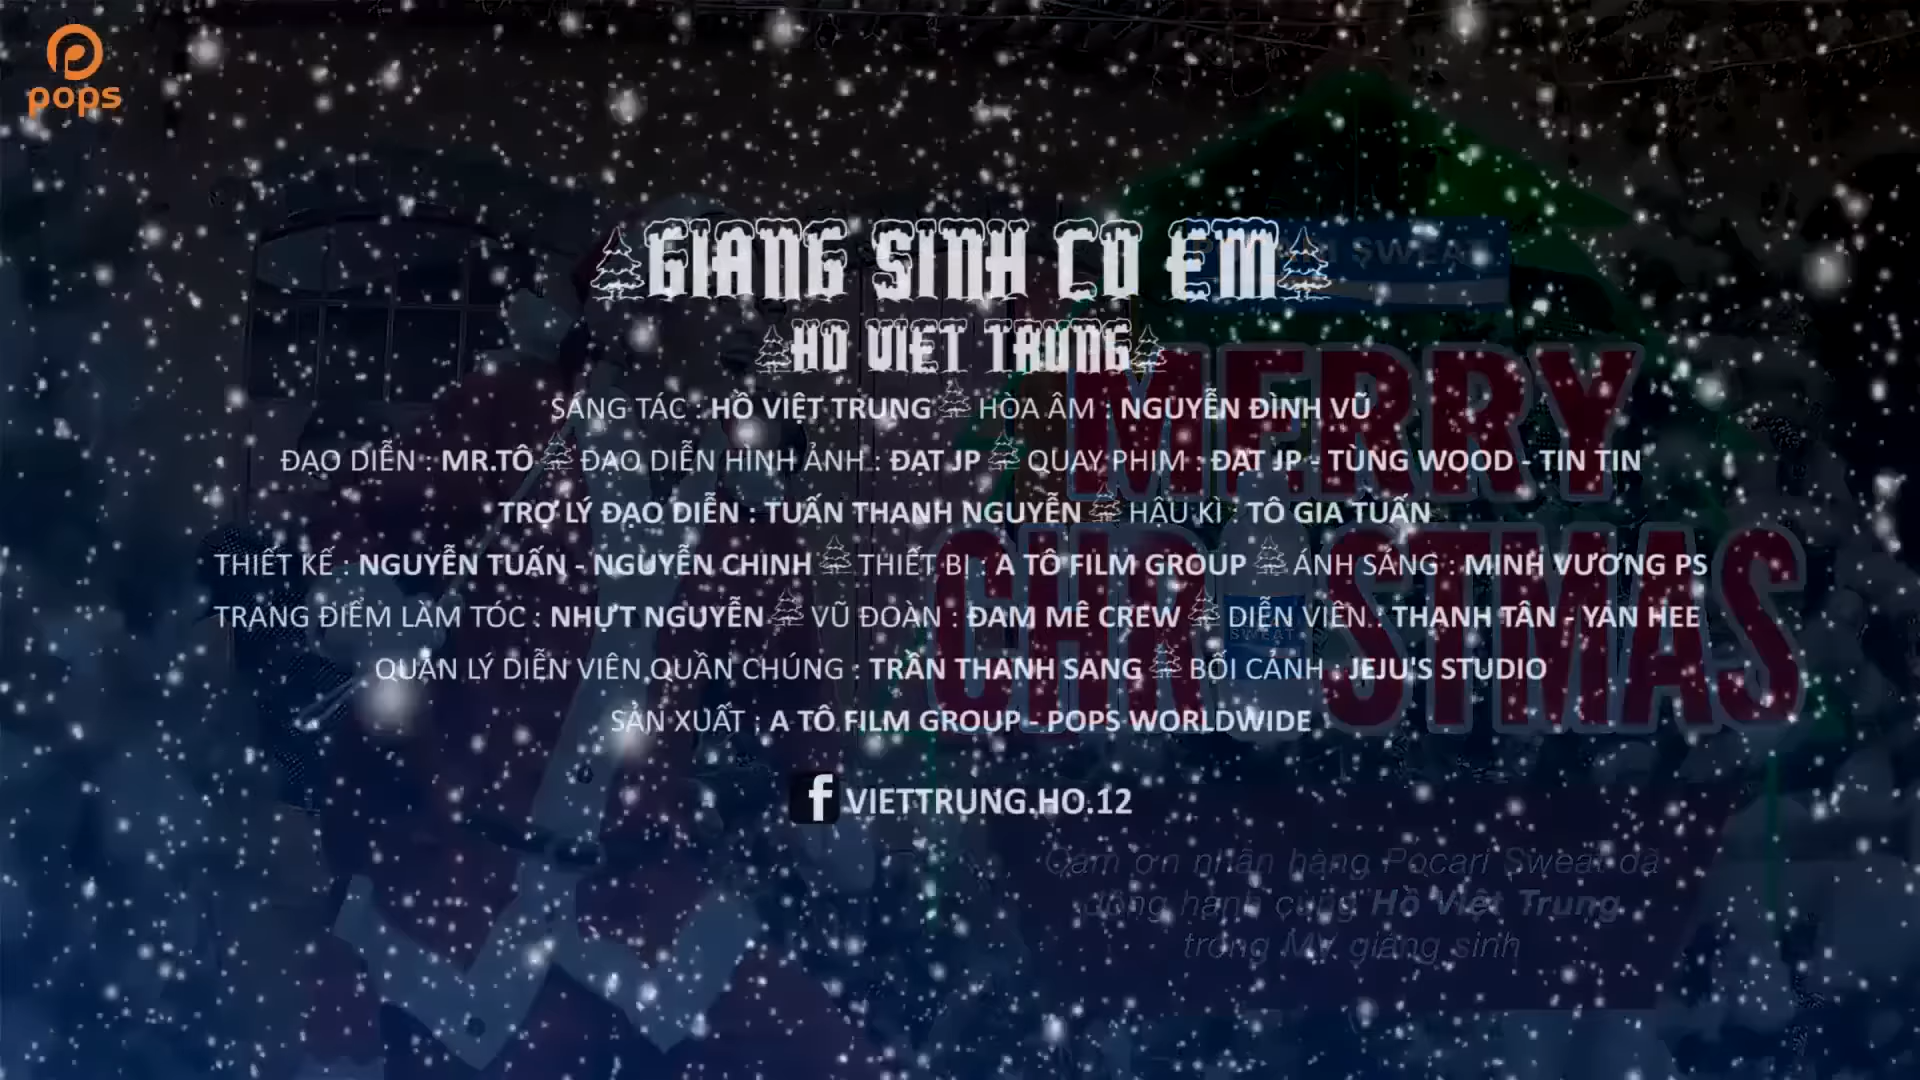 pops
GIANG SINH CO EM
HO VIET TRUNG
SÁNG TÁC : HỒ VIỆT TRUNG HÒA ÂM : NGUYỄN ĐÌNH VŨ
ĐẠO DIỄN : MR.TÔ ĐẠO DIỄN HÌNH ẢNH : ĐẠT JP QUAY PHIM : ĐẠT JP - TÙNG WOOD - TIN TIN
TRỢ LÝ ĐẠO DIỄN : TUẤN THANH NGUYỄN HẬU KÌ : TÔ GIA TUẤN
THIẾT KẾ : NGUYỄN TUẤN - NGUYỄN CHINH THIẾT BỊ : A TÔ FILM GROUP ÁNH SÁNG : MINH VƯƠNG PS
TRANG ĐIỂM LÀM TÓC : NHỰT NGUYỄN VŨ ĐOÀN : ĐAM MÊ CREW DIỄN VIÊN : THANH TÂN - YAN HEE
QUẢN LÝ DIỄN VIÊN QUẦN CHÚNG : TRẦN THANH SANG BỐI CẢNH : JEJU'S STUDIO
SẢN XUẤT : A TÔ FILM GROUP - POPS WORLDWIDE
f VIETTRUNG.HO.12
SWEAT
MERRY
CHRISTMAS
SWEAT
Cám ơn nhãn hàng Pocari Sweat đã
đồng hành cùng Hồ Việt Trung
trong MV giáng sinh